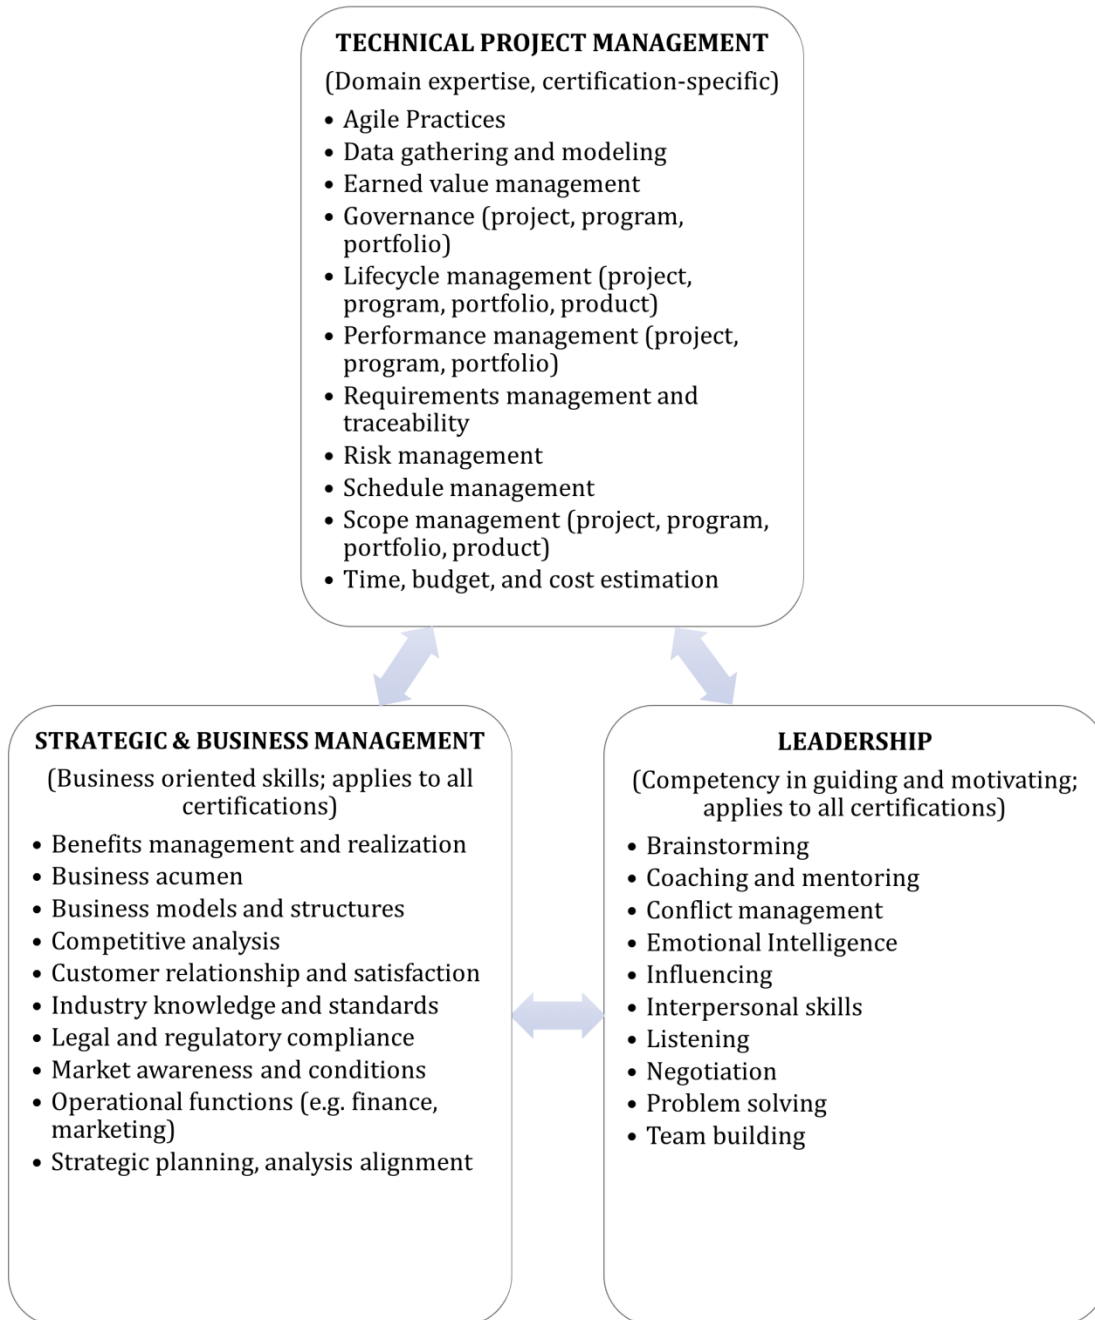 TECHNICAL PROJECT MANAGEMENT
(Domain expertise, certification-specific)
• Agile Practices
• Data gathering and modeling
• Earned value management
• Governance (project, program,
portfolio)
• Lifecycle management (project,
program, portfolio, product)
• Performance management (project,
program, portfolio)
• Requirements management and
traceability
• Risk management
• Schedule management
• Scope management (project, program,
portfolio, product)
• Time, budget, and cost estimation
STRATEGIC & BUSINESS MANAGEMENT
(Business oriented skills; applies to all
certifications)
• Benefits management and realization
• Business acumen
• Business models and structures
• Competitive analysis
• Customer relationship and satisfaction
• Industry knowledge and standards
• Legal and regulatory compliance
• Market awareness and conditions
• Operational functions (e.g. finance,
marketing)
• Strategic planning, analysis alignment
LEADERSHIP
(Competency in guiding and motivating;
applies to all certifications)
• Brainstorming
• Coaching and mentoring
• Conflict management
• Emotional Intelligence
• Influencing
• Interpersonal skills
• Listening
• Negotiation
• Problem solving
• Team building